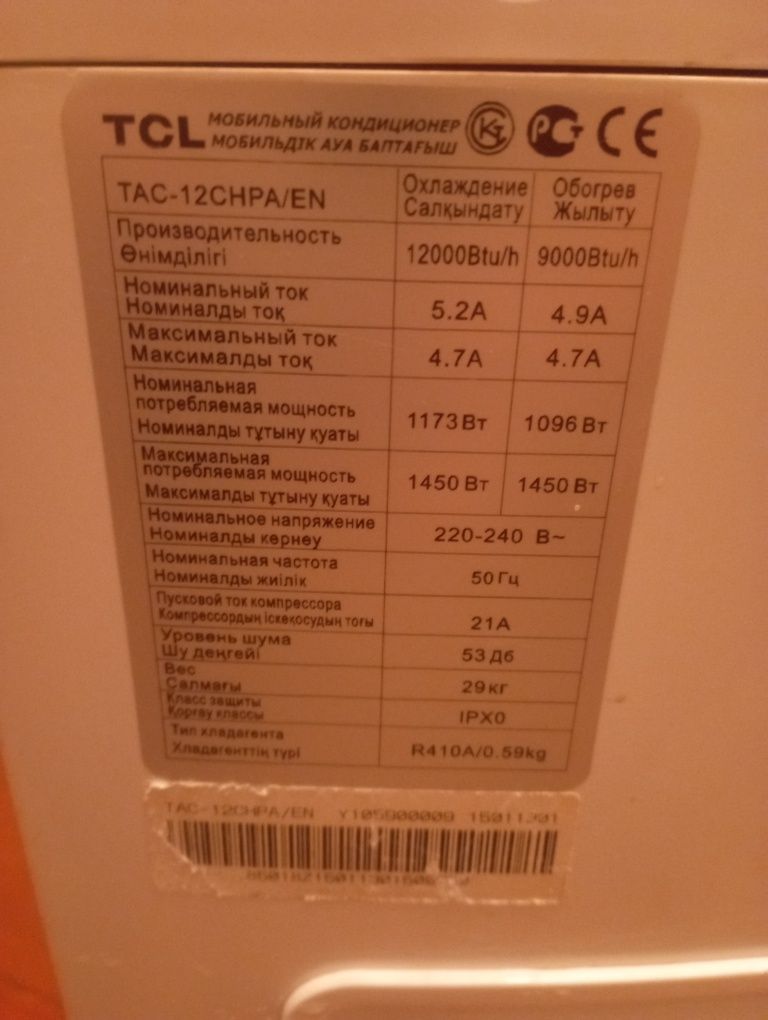 TCL МОБИЛЬНЫЙ КОНДИЦИОНЕР
МОБИЛЬДІК АУА БАПТАҒЫШ
TAC-12CHPA/EN
Охлаждение
Салқындату
Обогрев
Жылыту
Производительность
Өнімділігі
12000Btu/h 9000Btu/h
Номинальный ток
Номиналды тоқ
5.2A 4.9A
Максимальный ток
Максималды тоқ
4.7A 4.7A
Номинальная
потребляемая мощность
Номиналды тұтыну қуаты
1173 Вт 1096 Вт
Максимальная
потребляемая мощность
Максималды тұтыну қуаты
1450 Вт 1450 Вт
Номинальное напряжение
Номиналды кернеу
220-240 В~
Номинальная частота
Номиналды жиілік
50 Гц
Пусковой ток компрессора
Компрессордың іскеқосудың тоғы
21A
Уровень шума
Шу деңгейі
53 Дб
Вес
Салмағы
29 кг
Класс защиты
Қорғау классы
IPX0
Тип хладагента
Хладагенттің түрі
R410A/0.59kg
TAC-12CHPA/EN Y105800009